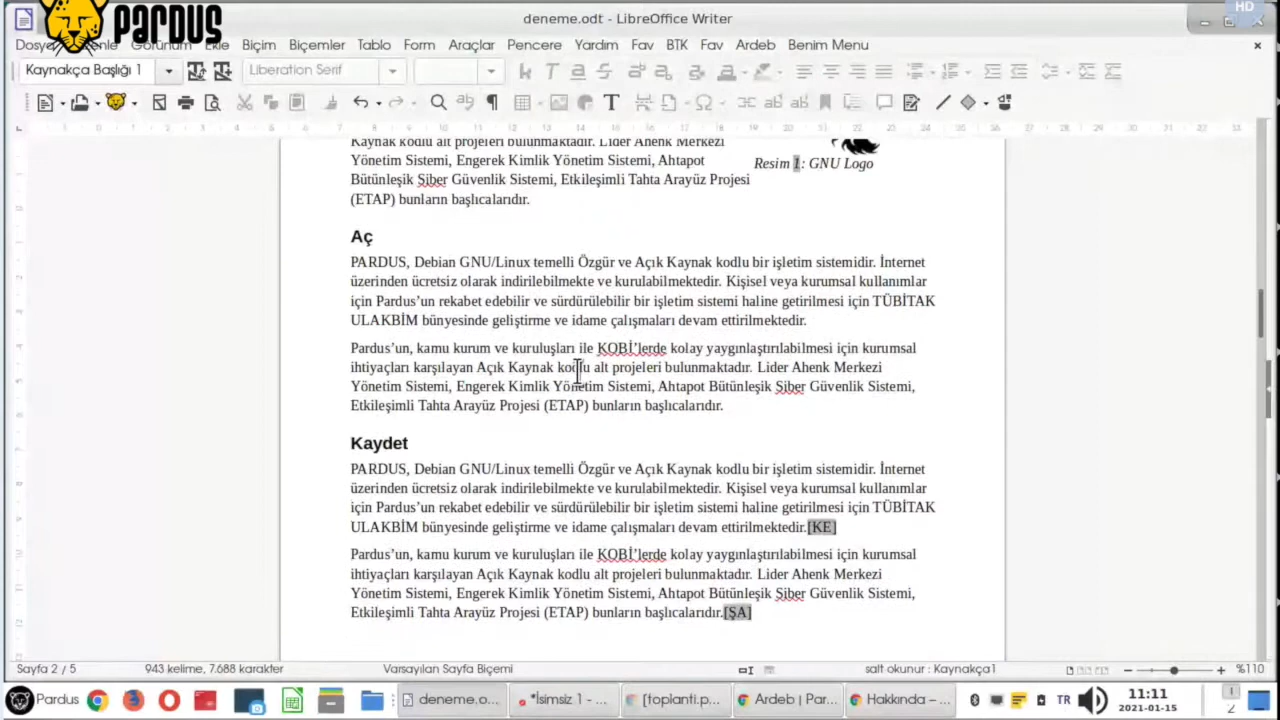 HD
PARDUS
deneme.odt - LibreOffice Writer
Görünüm Ekle Biçim Biçemler Tablo Form Araçlar Pencere Yardım Fav BTK Fav Ardeb Benim Menu
Kaynakça Başlığı 1 Liberation Serif
Kaynak kodlu alt projeleri bulunmaktadır. Lider Ahenk Merkezi
Yönetim Sistemi, Engerek Kimlik Yönetim Sistemi, Ahtapot
Bütünleşik Siber Güvenlik Sistemi, Etkileşimli Tahta Arayüz Projesi
(ETAP) bunların başlıcalarıdır.
Resim 1: GNU Logo
Aç
PARDUS, Debian GNU/Linux temelli Özgür ve Açık Kaynak kodlu bir işletim sistemidir. İnternet
üzerinden ücretsiz olarak indirilebilmekte ve kurulabilmektedir. Kişisel veya kurumsal kullanımlar
için Pardus’un rekabet edebilir ve sürdürülebilir bir işletim sistemi haline getirilmesi için TÜBİTAK
ULAKBİM bünyesinde geliştirme ve idame çalışmaları devam ettirilmektedir.
Pardus’un, kamu kurum ve kuruluşları ile KOBİ’lerde kolay yaygınlaştırılabilmesi için kurumsal
ihtiyaçları karşılayan Açık Kaynak kodlu alt projeleri bulunmaktadır. Lider Ahenk Merkezi
Yönetim Sistemi, Engerek Kimlik Yönetim Sistemi, Ahtapot Bütünleşik Siber Güvenlik Sistemi,
Etkileşimli Tahta Arayüz Projesi (ETAP) bunların başlıcalarıdır.
Kaydet
PARDUS, Debian GNU/Linux temelli Özgür ve Açık Kaynak kodlu bir işletim sistemidir. İnternet
üzerinden ücretsiz olarak indirilebilmekte ve kurulabilmektedir. Kişisel veya kurumsal kullanımlar
için Pardus’un rekabet edebilir ve sürdürülebilir bir işletim sistemi haline getirilmesi için TÜBİTAK
ULAKBİM bünyesinde geliştirme ve idame çalışmaları devam ettirilmektedir.[KE]
Pardus’un, kamu kurum ve kuruluşları ile KOBİ’lerde kolay yaygınlaştırılabilmesi için kurumsal
ihtiyaçları karşılayan Açık Kaynak kodlu alt projeleri bulunmaktadır. Lider Ahenk Merkezi
Yönetim Sistemi, Engerek Kimlik Yönetim Sistemi, Ahtapot Bütünleşik Siber Güvenlik Sistemi,
Etkileşimli Tahta Arayüz Projesi (ETAP) bunların başlıcalarıdır.[ŞA]
Sayfa 2 / 5 943 kelime, 7.688 karakter Varsayılan Sayfa Biçemi salt okunur : Kaynakça1 %110
Pardus deneme.o... *İsimsiz 1 - ... [toplanti.p... Ardeb | Par... Hakkında – ... TR 11:11 1
2021-01-15 2